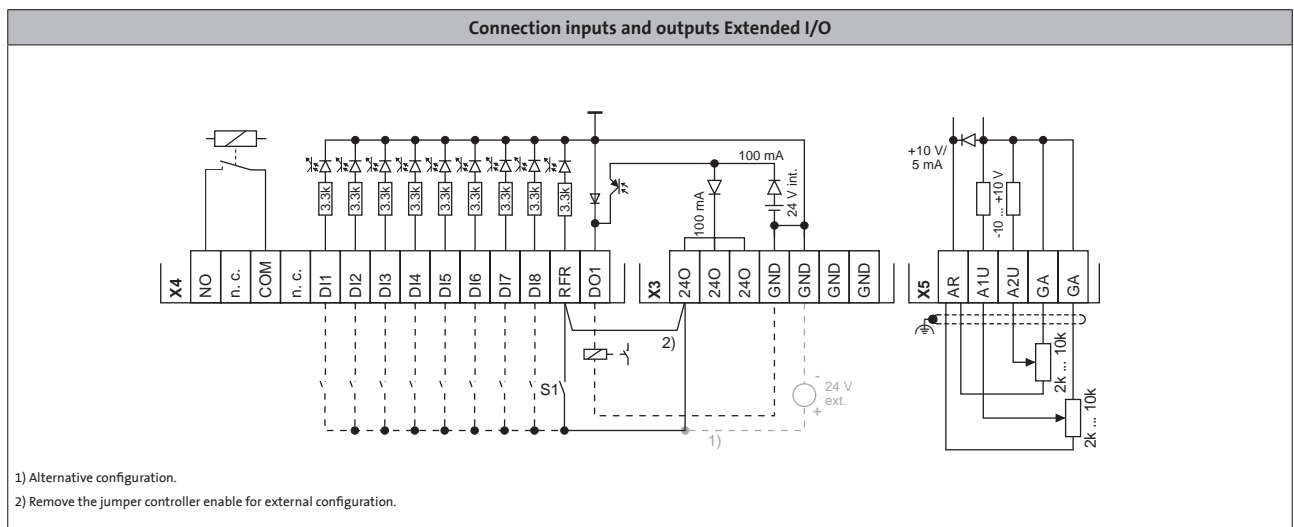 Connection inputs and outputs Extended I/O
+10 V/
5 mA
100 mA
100 mA
24 V int.
-10 ... +10 V
3.3k
3.3k
3.3k
3.3k
3.3k
3.3k
3.3k
3.3k
3.3k
X4
NO
n. c.
COM
n. c.
DI1
DI2
DI3
DI4
DI5
DI6
DI7
DI8
RFR
DO1
X3
24O
24O
24O
GND
GND
GND
GND
X5
AR
A1U
A2U
GA
GA
2)
S1
-
24 V
ext.
+
1)
2k ... 10k
2k ... 10k
1) Alternative configuration.
2) Remove the jumper controller enable for external configuration.